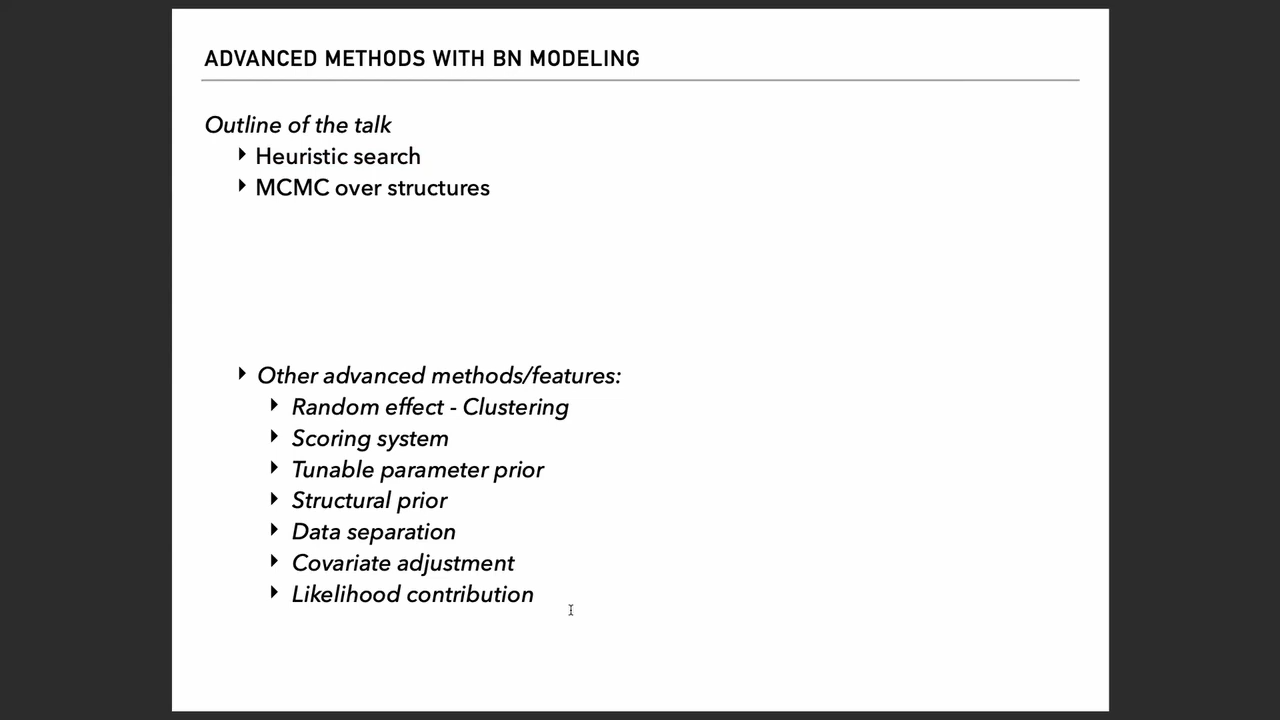 ADVANCED METHODS WITH BN MODELING
Outline of the talk
Heuristic search
MCMC over structures
Other advanced methods/features:
Random effect - Clustering
Scoring system
Tunable parameter prior
Structural prior
Data separation
Covariate adjustment
Likelihood contribution